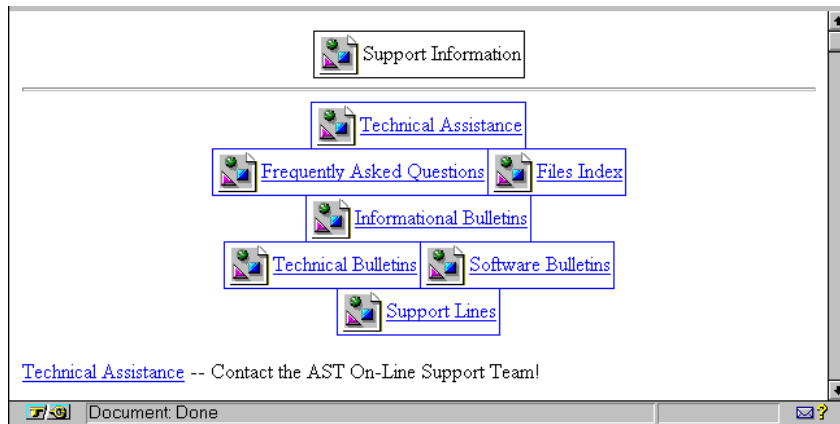 Support Information
Technical Assistance
Frequently Asked Questions Files Index
Informational Bulletins
Technical Bulletins Software Bulletins
Support Lines
Technical Assistance -- Contact the AST On-Line Support Team!
Document: Done